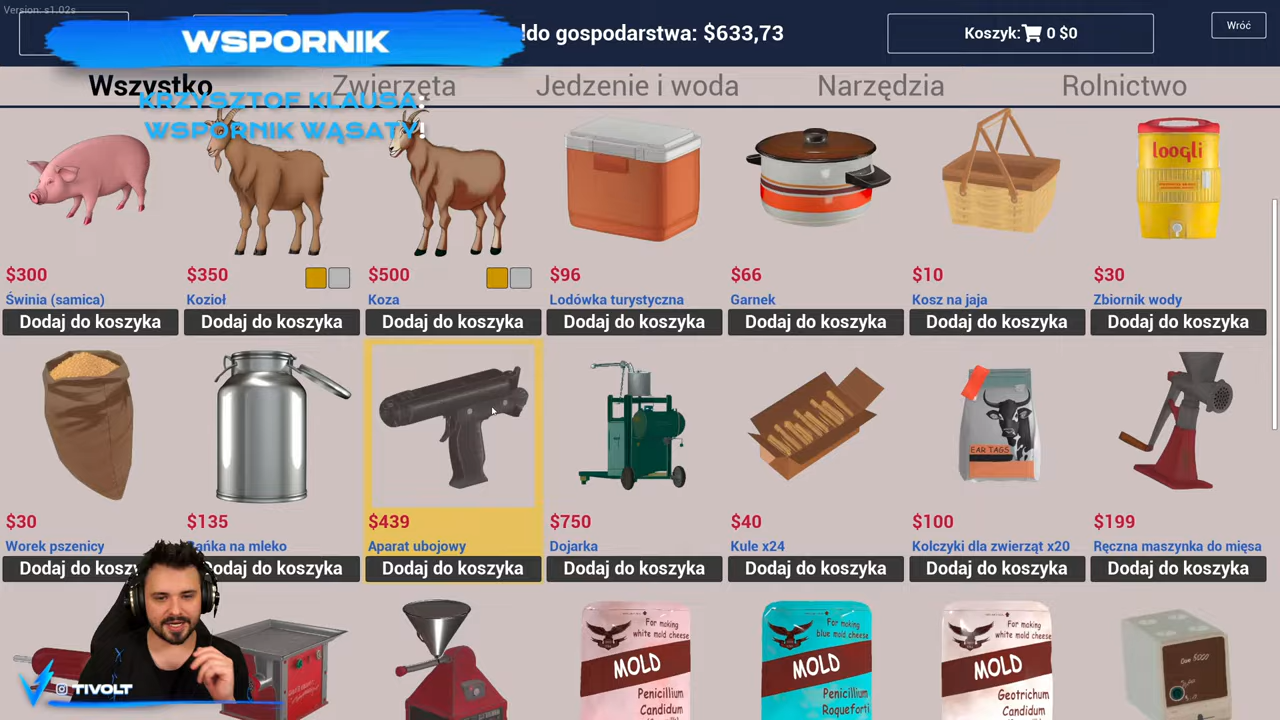 Version: s1.02s
WSPORNIK
KRZYSZTOF KLAUSA:
WSPORNIK WĄSATY!
ldo gospodarstwa: $633,73
Koszyk: 0 $0
Wróć
Wszystko
Zwierzęta
Jedzenie i woda
Narzędzia
Rolnictwo
loogli
$300
$350
$500
$96
$66
$10
$30
Świnia (samica)
Kozioł
Koza
Lodówka turystyczna
Garnek
Kosz na jaja
Zbiornik wody
Dodaj do koszyka
Dodaj do koszyka
Dodaj do koszyka
Dodaj do koszyka
Dodaj do koszyka
Dodaj do koszyka
Dodaj do koszyka
EAR TAGS
$30
$135
$439
$750
$40
$100
$199
Worek pszenicy
ańka na mleko
Aparat ubojowy
Dojarka
Kule x24
Kolczyki dla zwierząt x20
Ręczna maszynka do mięsa
Dodaj do koszy
Dodaj do koszyka
Dodaj do koszyka
Dodaj do koszyka
Dodaj do koszyka
Dodaj do koszyka
Dodaj do koszyka
For making
white mold cheese
MOLD
Penicillium
Candidum
For making
blue mold cheese
MOLD
Penicillium
Roqueforti
For making
white mold cheese
MOLD
Geotrichum
Candidum
TIVOLT